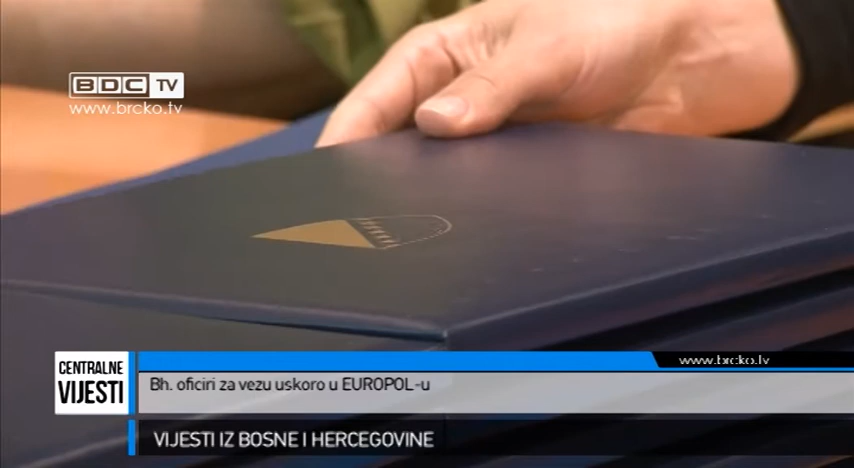 BDC TV
www.brcko.tv
www.brcko.tv
CENTRALNE
VIJESTI
Bh. oficiri za vezu uskoro u EUROPOL-u
VIJESTI IZ BOSNE I HERCEGOVINE